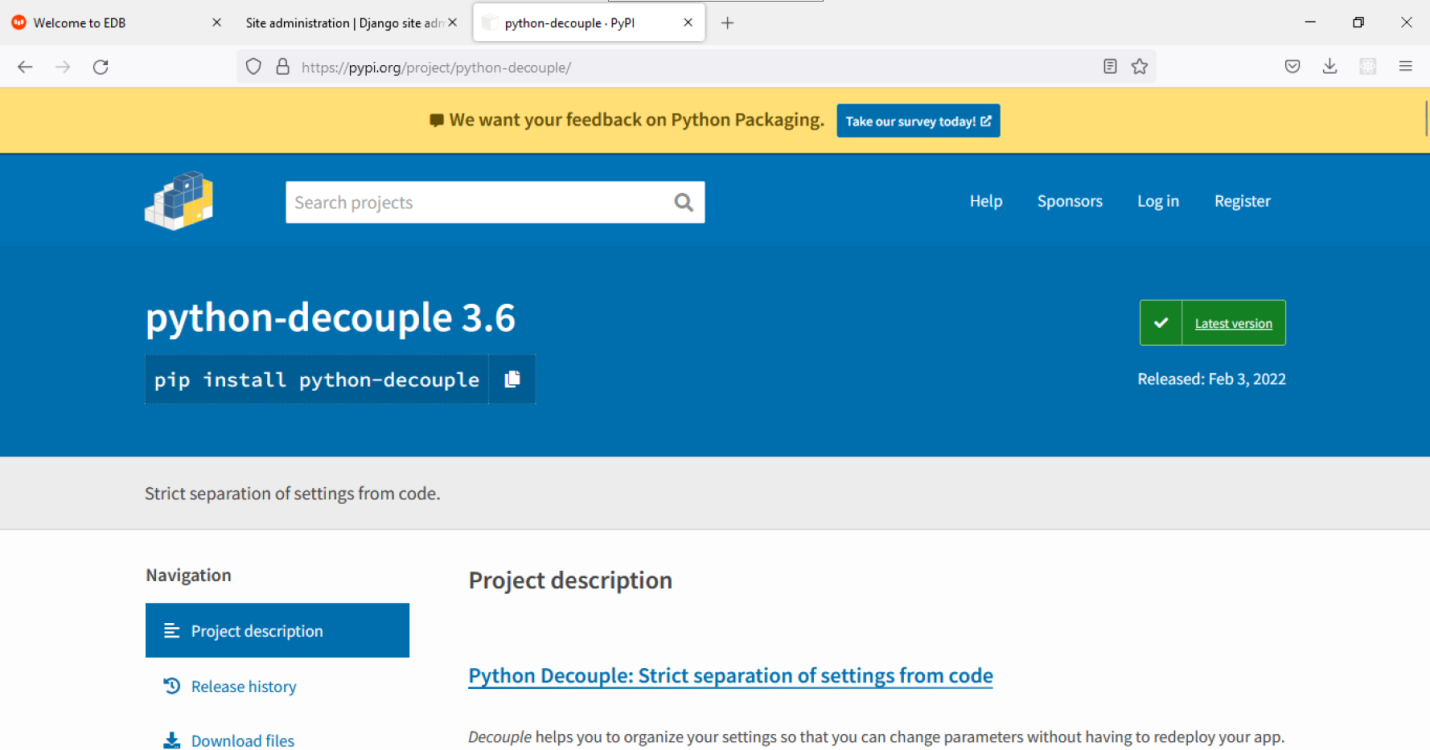 Welcome to EDB
Site administration | Django site adm
python-decouple · PyPI
https://pypi.org/project/python-decouple/
We want your feedback on Python Packaging. Take our survey today!
Search projects
Help Sponsors Log in Register
python-decouple 3.6
Latest version
pip install python-decouple
Released: Feb 3, 2022
Strict separation of settings from code.
Navigation
Project description
Release history
Download files
Project description
Python Decouple: Strict separation of settings from code
Decouple helps you to organize your settings so that you can change parameters without having to redeploy your app.